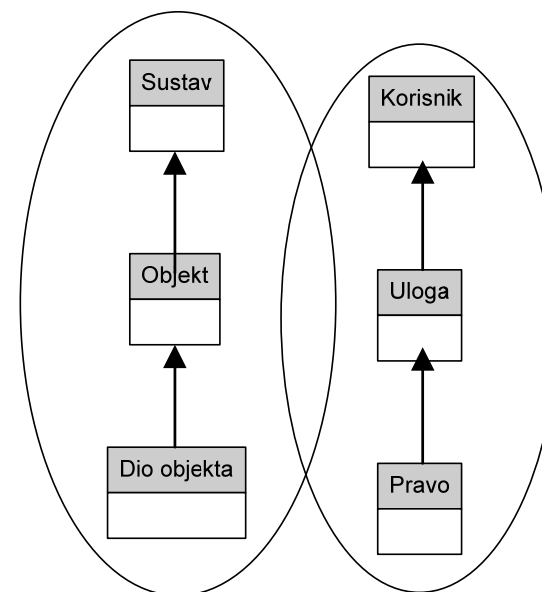 Sustav
Objekt
Dio objekta
Korisnik
Uloga
Pravo